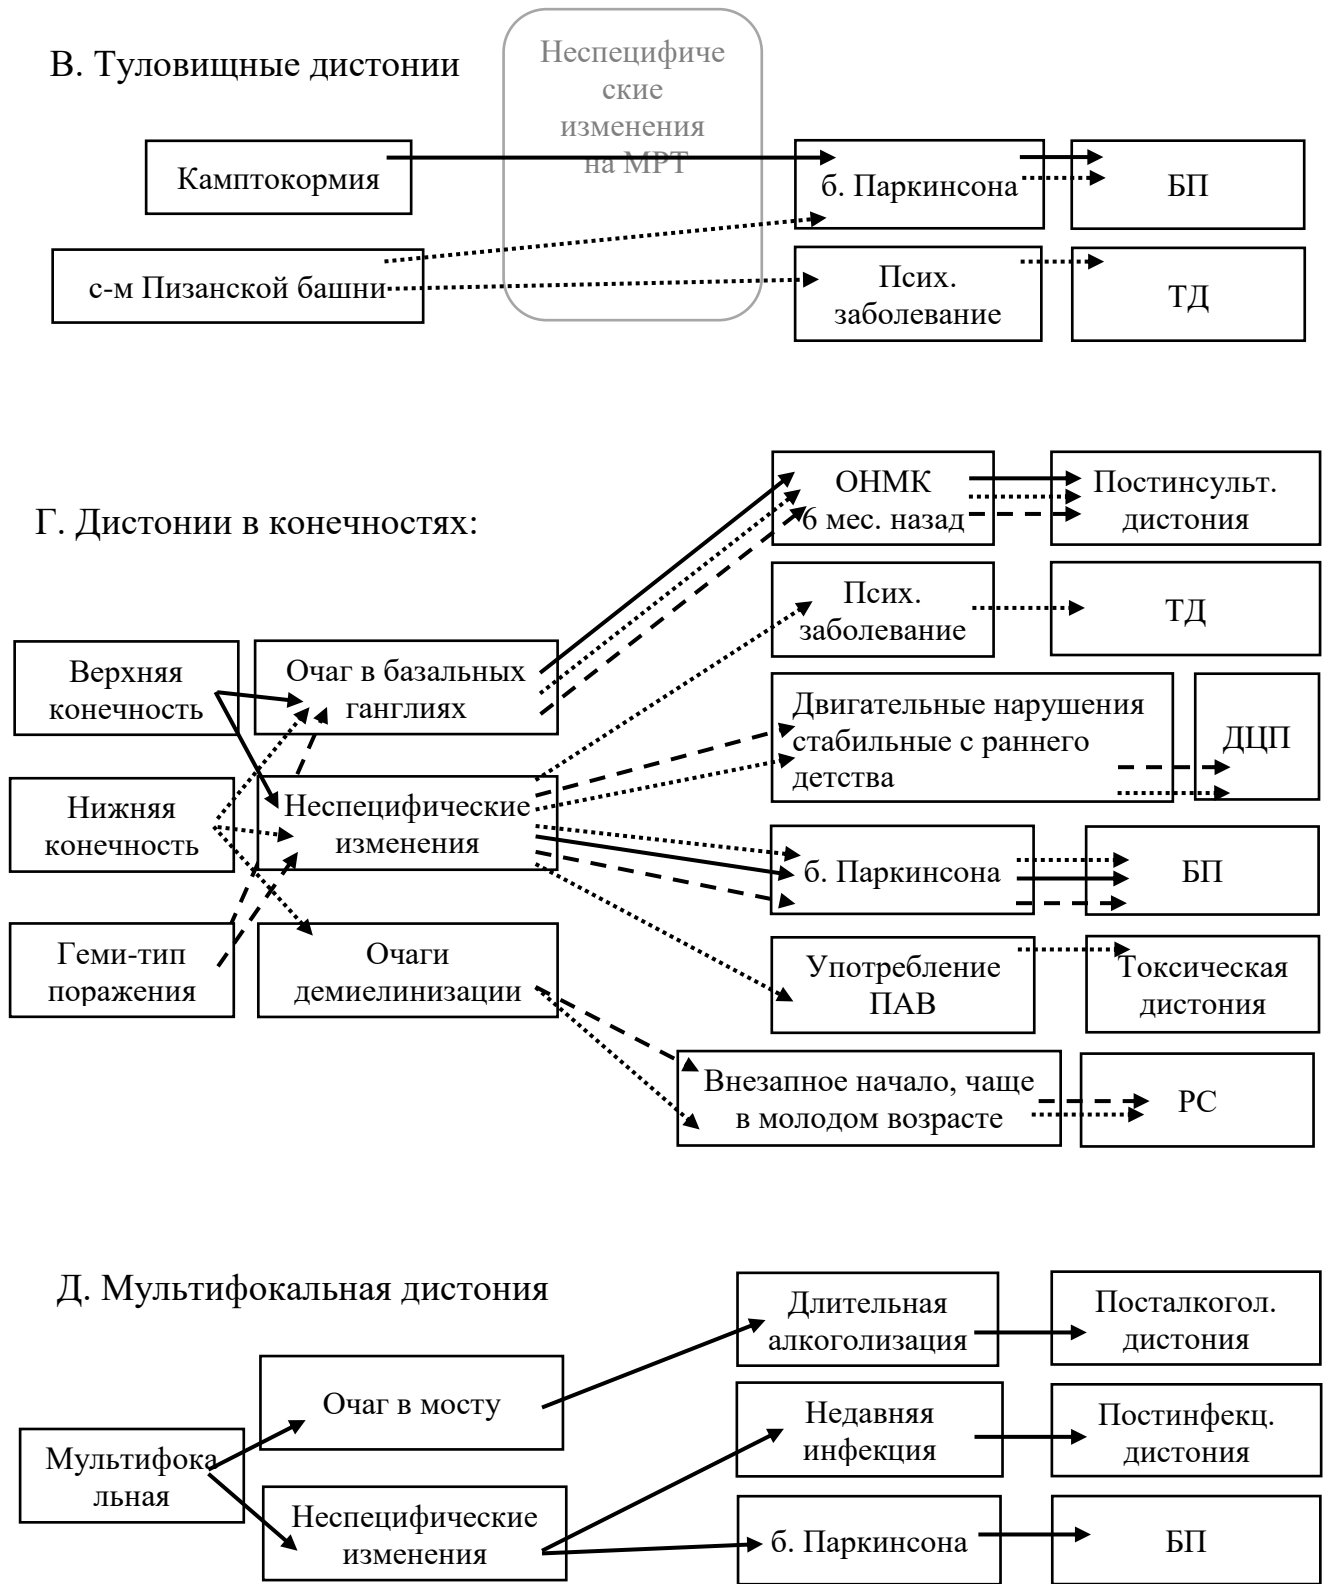 В. Туловищные дистонии
Неспецифиче
ские
изменения
на МРТ
Камптокормия
б. Паркинсона
БП
с-м Пизанской башни
Псих.
заболевание
ТД
Г. Дистонии в конечностях:
ОНМК
6 мес. назад
Постинсульт.
дистония
Псих.
заболевание
ТД
Верхняя
конечность
Очаг в базальных
ганглиях
Двигательные нарушения
стабильные с раннего
детства
ДЦП
Нижняя
конечность
Неспецифические
изменения
б. Паркинсона
БП
Геми-тип
поражения
Очаги
демиелинизации
Употребление
ПАВ
Токсическая
дистония
Внезапное начало, чаще
в молодом возрасте
РС
Д. Мультифокальная дистония
Длительная
алкоголизация
Посталкогол.
дистония
Очаг в мосту
Недавняя
инфекция
Постинфекц.
дистония
Мультифока
льная
Неспецифические
изменения
б. Паркинсона
БП